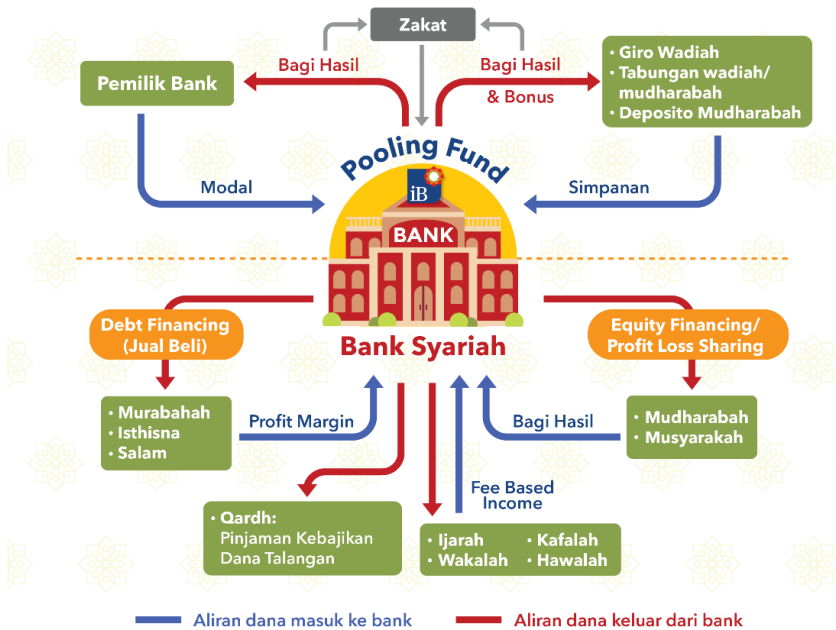 Zakat
Bagi Hasil
Bagi Hasil
& Bonus
Pemilik Bank
• Giro Wadiah
• Tabungan wadiah/
mudharabah
• Deposito Mudharabah
Pooling Fund
Modal
Simpanan
iB
BANK
Bank Syariah
Debt Financing
(Jual Beli)
Equity Financing/
Profit Loss Sharing
• Murabahah
• Isthisna
• Salam
Profit Margin
Bagi Hasil
• Mudharabah
• Musyarakah
Fee Based
Income
• Qardh:
Pinjaman Kebajikan
Dana Talangan
• Ijarah • Kafalah
• Wakalah • Hawalah
Aliran dana masuk ke bank
Aliran dana keluar dari bank